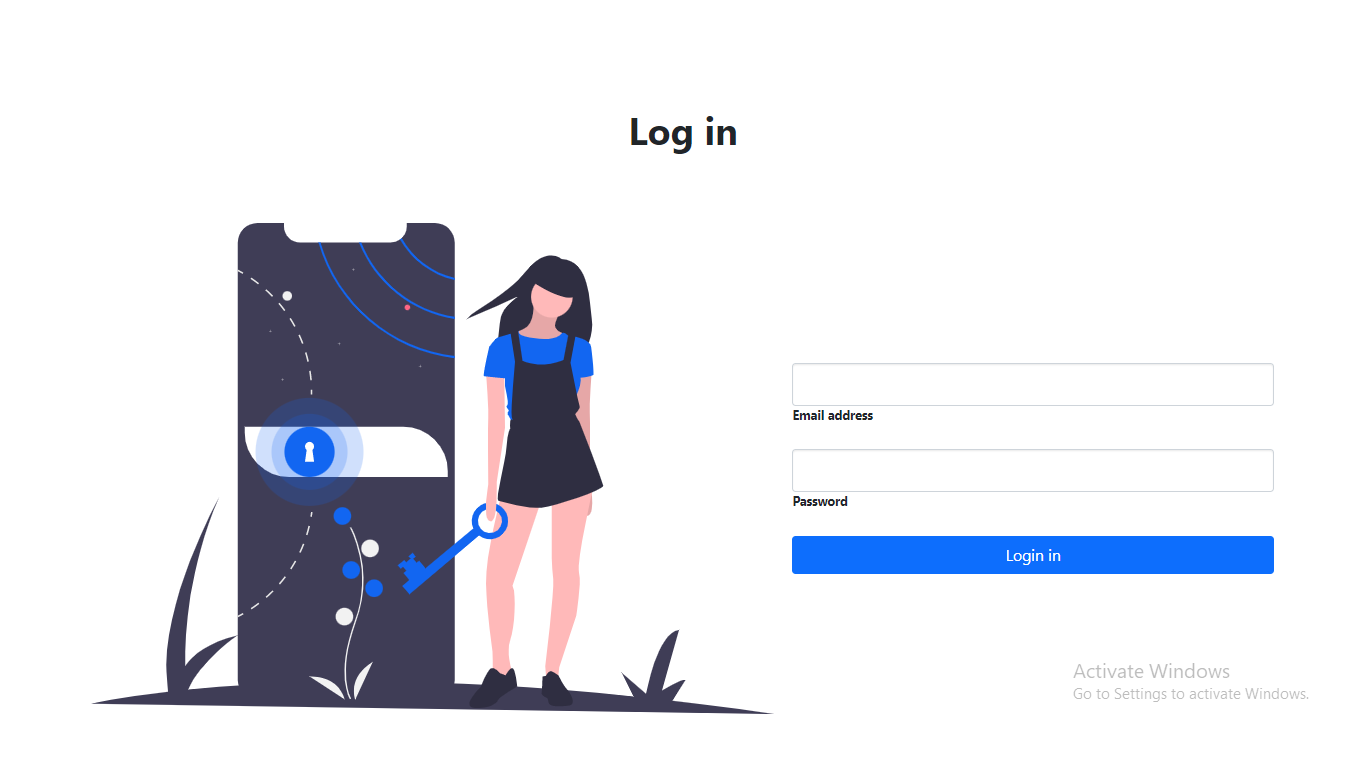 Log in
Email address
Password
Login in
Activate Windows
Go to Settings to activate Windows.